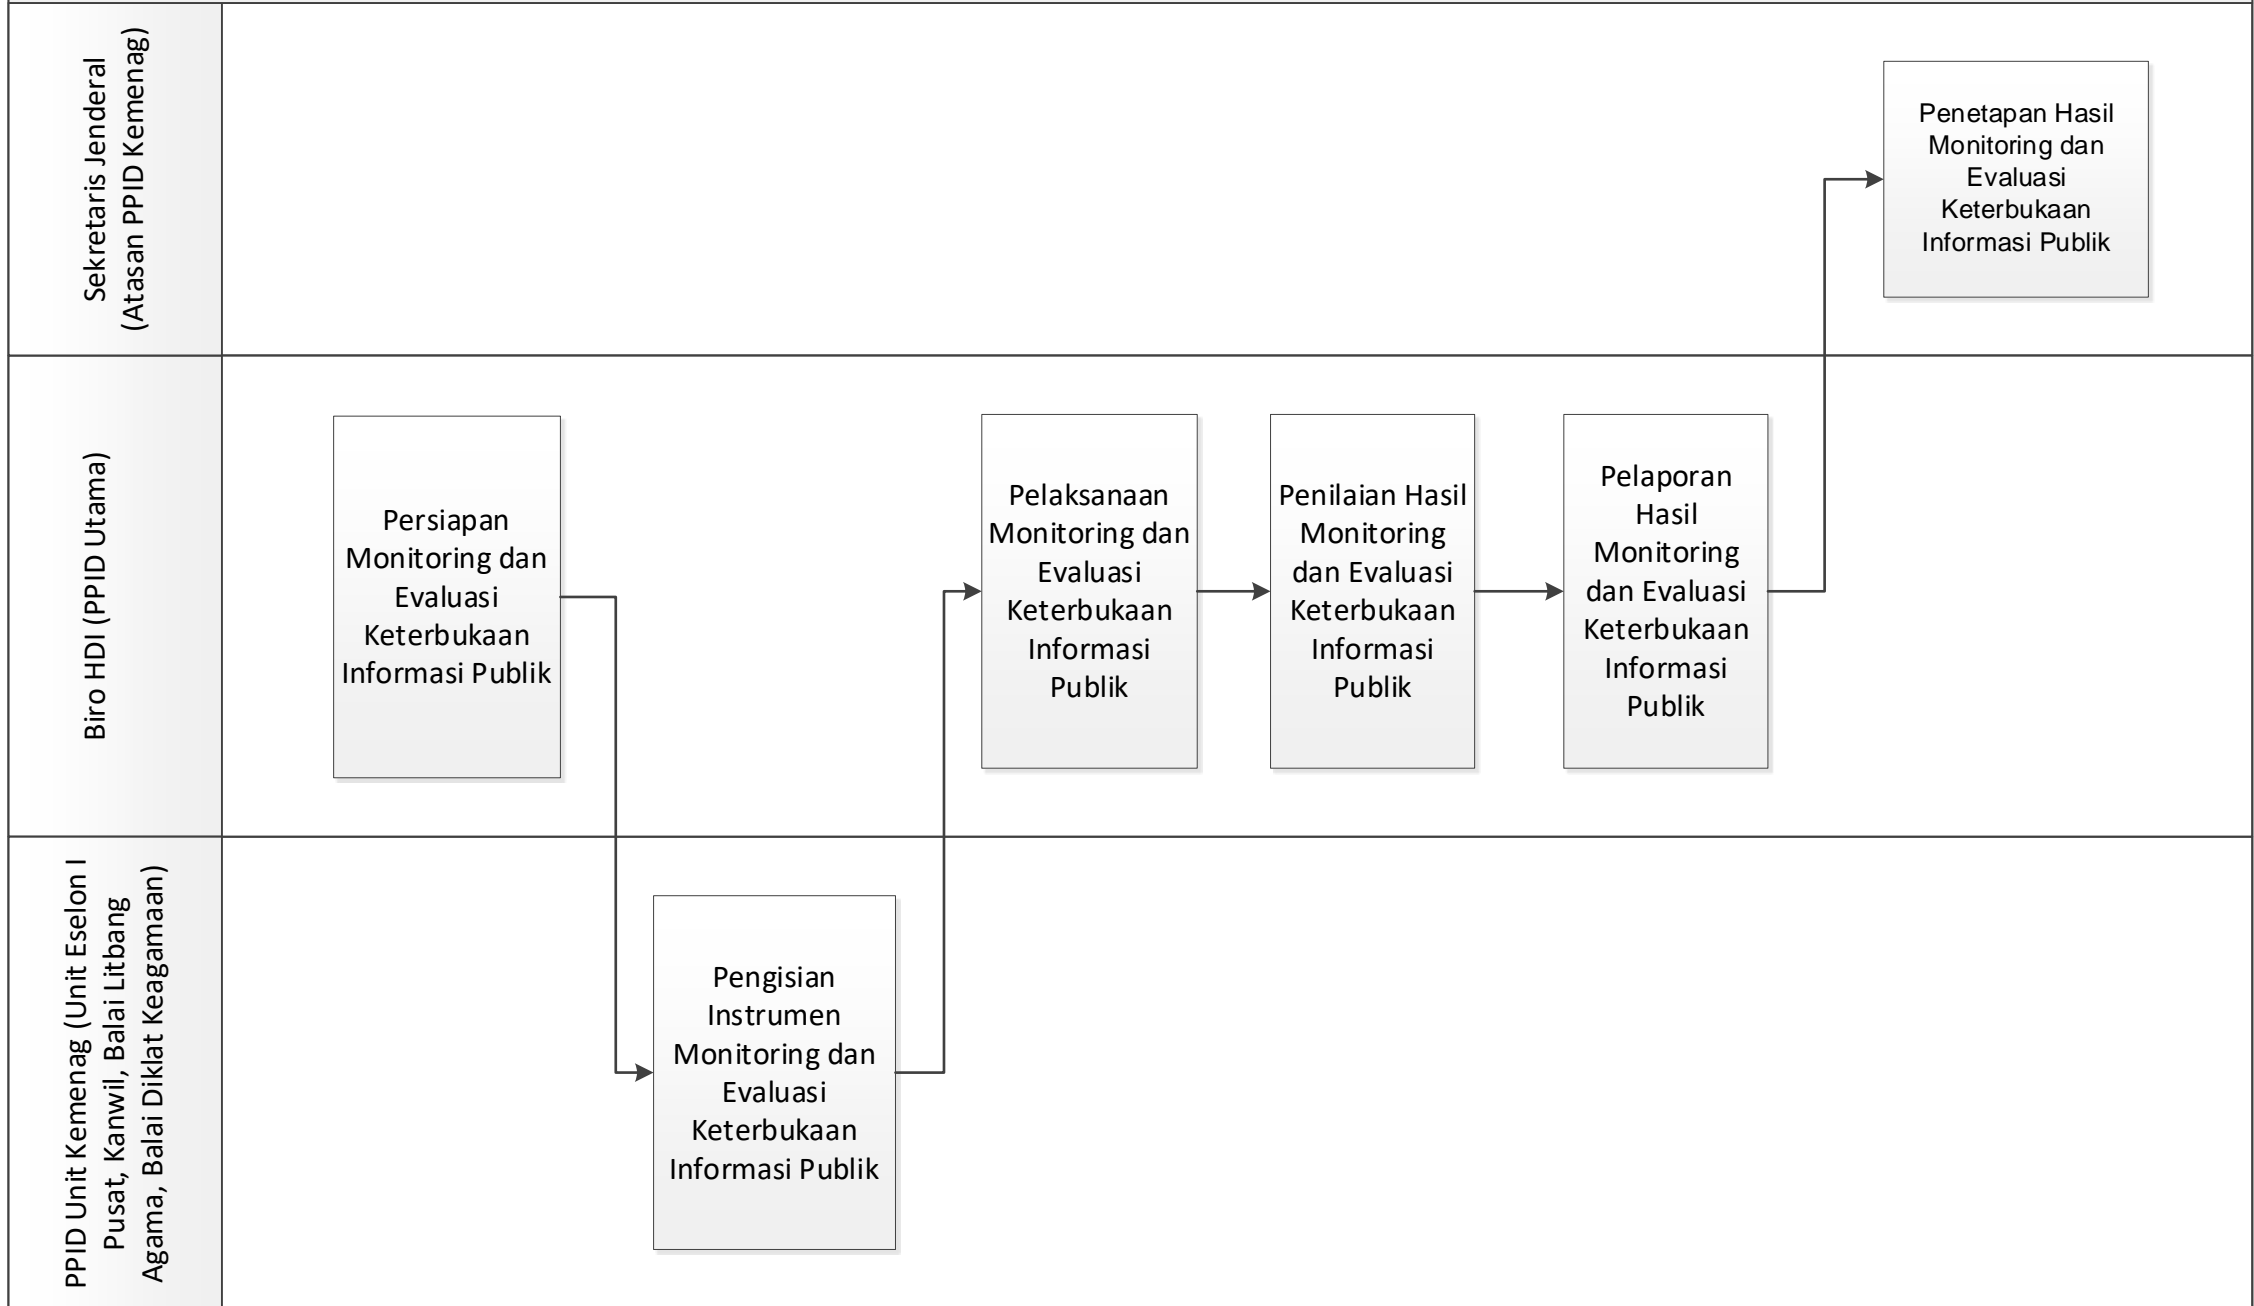 Sekretaris Jenderal
(Atasan PPID Kemenag)
Penetapan Hasil
Monitoring dan
Evaluasi
Keterbukaan
Informasi Publik
Biro HDI (PPID Utama)
Persiapan
Monitoring dan
Evaluasi
Keterbukaan
Informasi Publik
Pelaksanaan
Monitoring dan
Evaluasi
Keterbukaan
Informasi
Publik
Penilaian Hasil
Monitoring
dan Evaluasi
Keterbukaan
Informasi
Publik
Pelaporan
Hasil
Monitoring
dan Evaluasi
Keterbukaan
Informasi
Publik
PPID Unit Kemenag (Unit Eselon I
Pusat, Kanwil, Balai Litbang
Agama, Balai Diklat Keagamaan)
Pengisian
Instrumen
Monitoring dan
Evaluasi
Keterbukaan
Informasi Publik